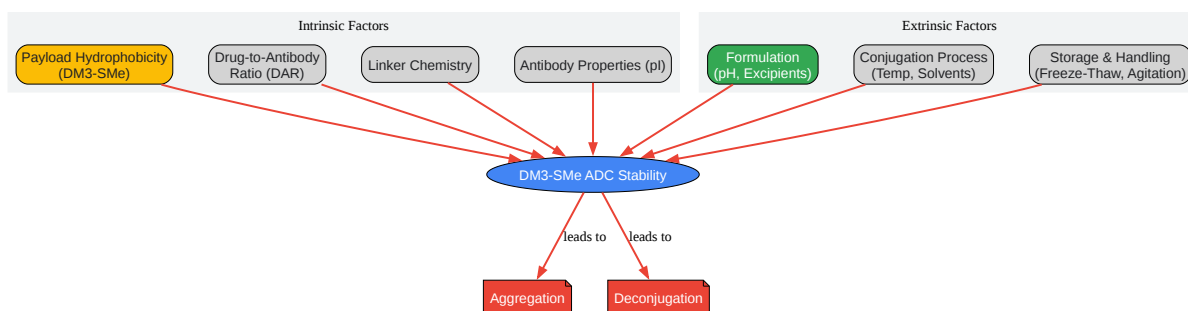 Intrinsic Factors
Extrinsic Factors
Payload Hydrophobicity
(DM3-SMe)
Drug-to-Antibody
Ratio (DAR)
Linker Chemistry
Antibody Properties (pI)
Formulation
(pH, Excipients)
Conjugation Process
(Temp, Solvents)
Storage & Handling
(Freeze-Thaw, Agitation)
DM3-SMe ADC Stability
leads to
leads to
Aggregation
Deconjugation